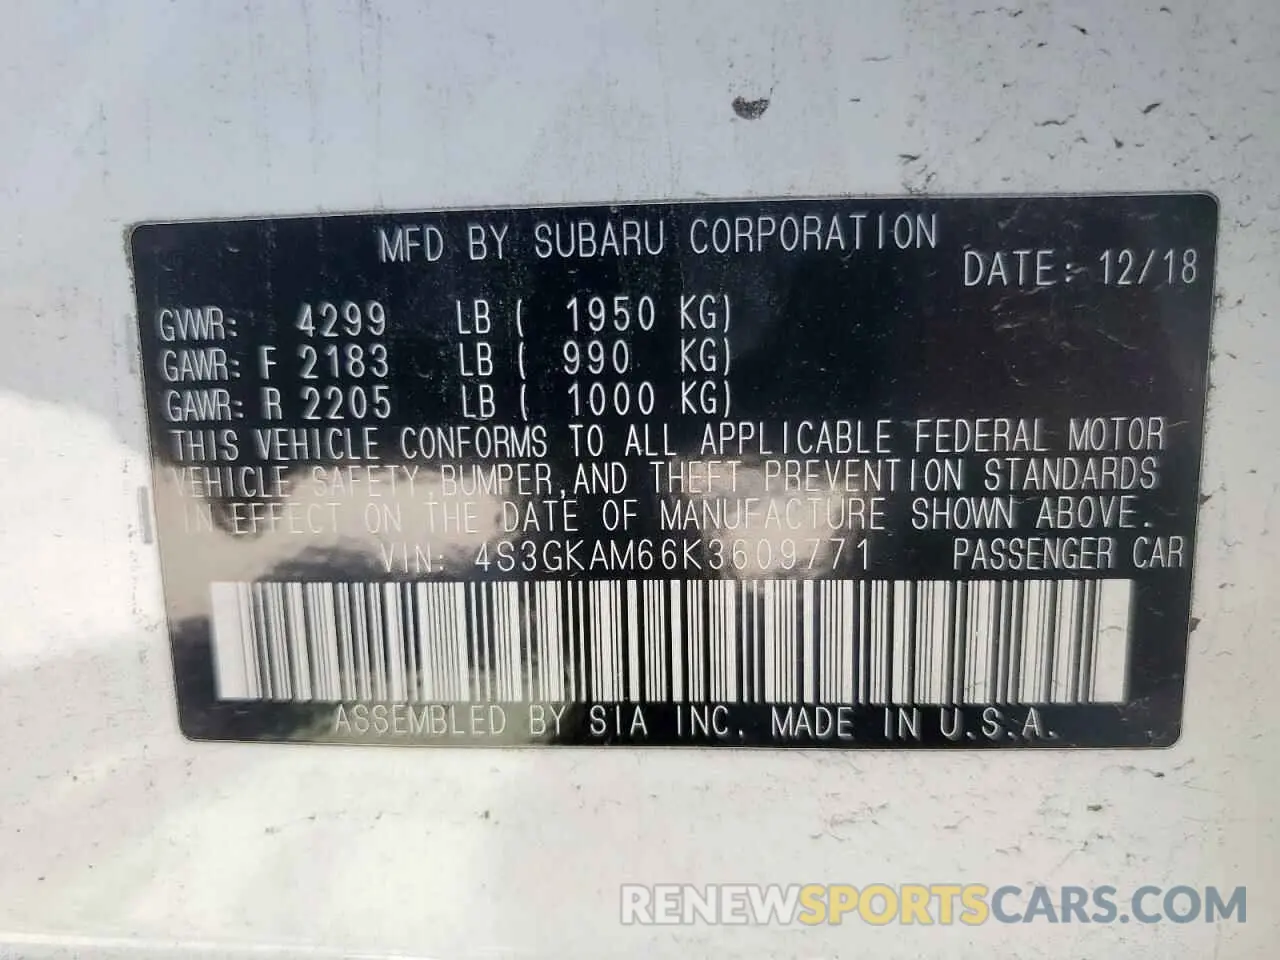 MFD BY SUBARU CORPORATION
DATE: 12/18
GVWR: 4299 LB ( 1950 KG)
GAWR: F 2183 LB ( 990 KG)
GAWR: R 2205 LB ( 1000 KG)
THIS VEHICLE CONFORMS TO ALL APPLICABLE FEDERAL MOTOR
VEHICLE SAFETY, BUMPER, AND THEFT PREVENTION STANDARDS
IN EFFECT ON THE DATE OF MANUFACTURE SHOWN ABOVE.
VIN: 4S3GKAM66K3609771 PASSENGER CAR
ASSEMBLED BY SIA INC. MADE IN U.S.A.
RENEWSPORTSCARS.COM